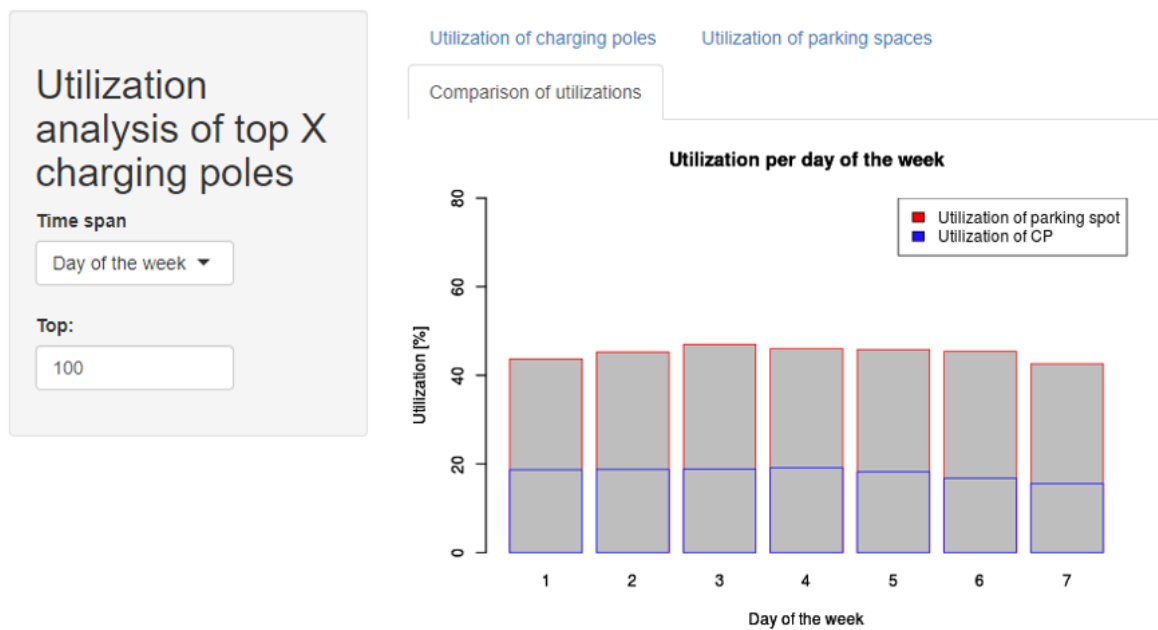 Utilization
analysis of top X
charging poles
Time span
Day of the week
Top:
100
Utilization of charging poles
Utilization of parking spaces
Comparison of utilizations
Utilization per day of the week
Utilization of parking spot
Utilization of CP
Utilization [%]
80
60
40
20
0
1 2 3 4 5 6 7
Day of the week